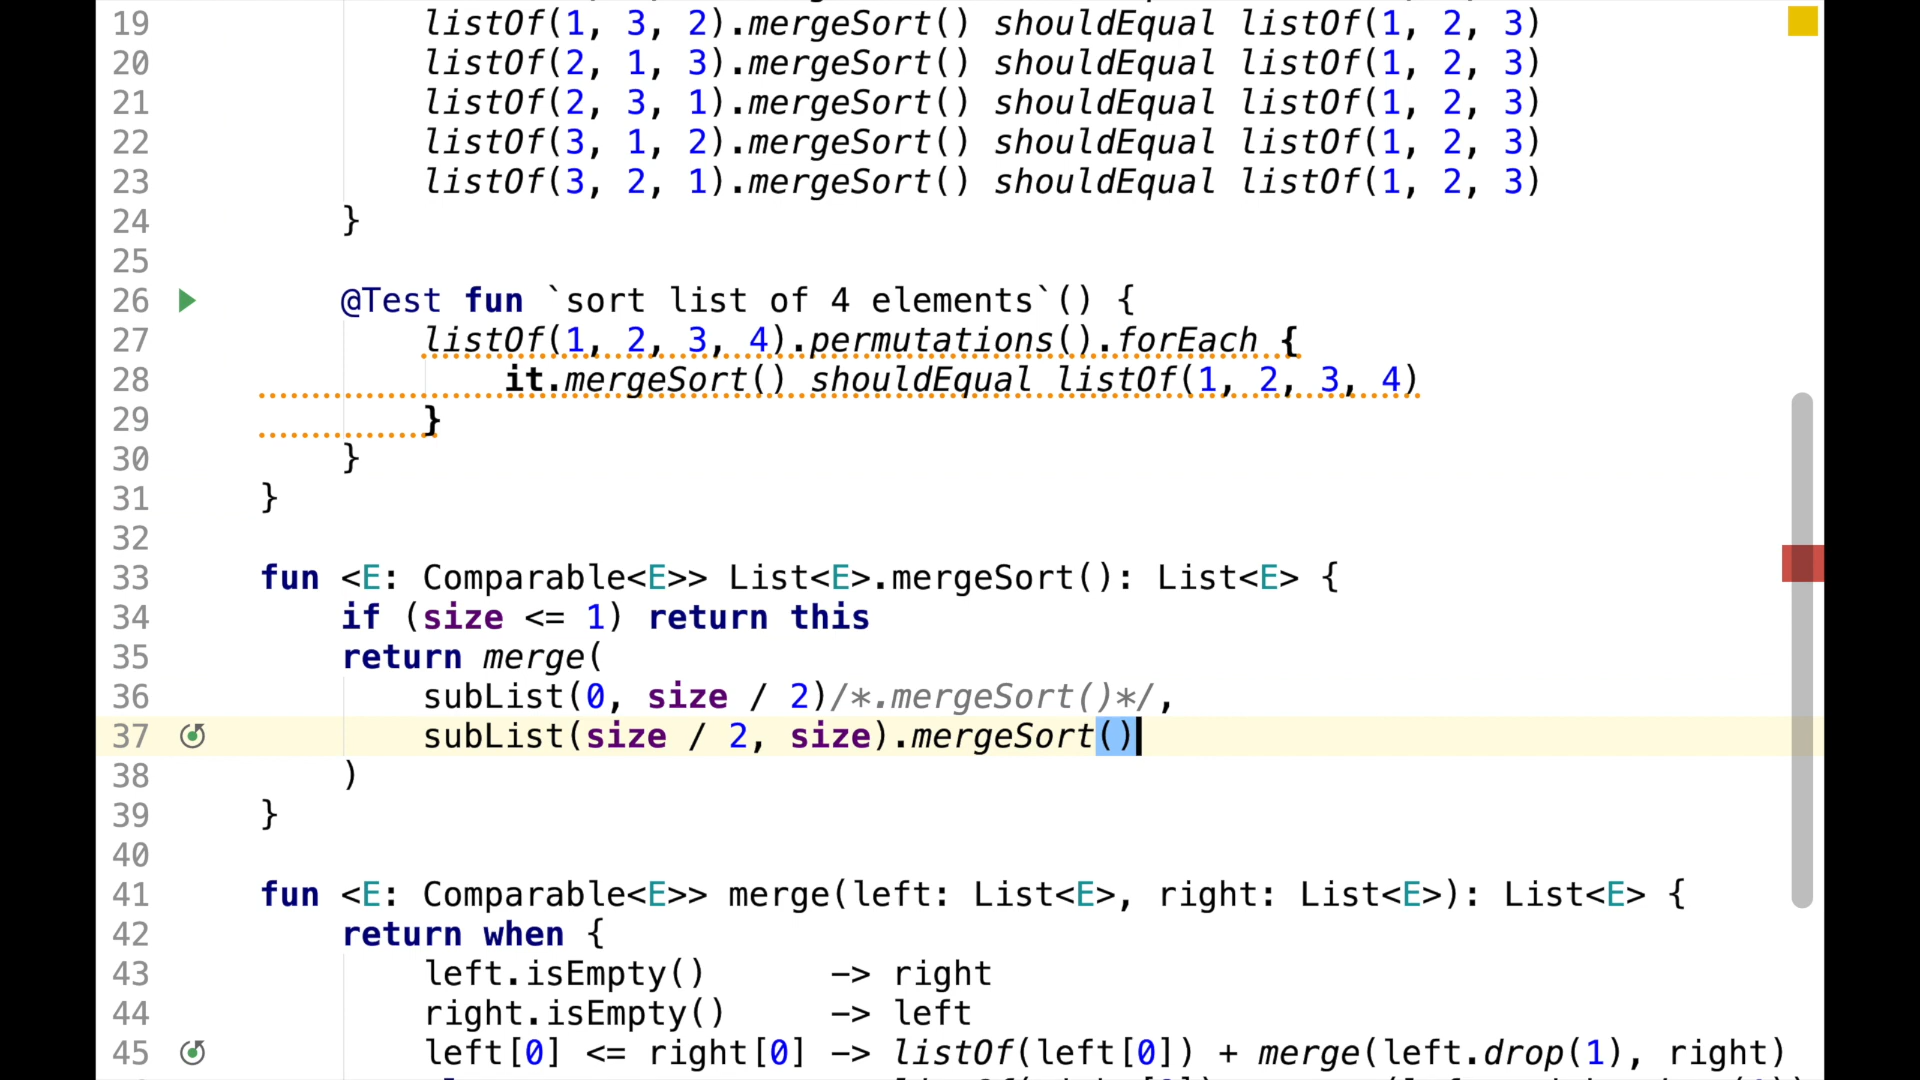 19 listOf(1, 3, 2).mergeSort() shouldEqual listOf(1, 2, 3)
20 listOf(2, 1, 3).mergeSort() shouldEqual listOf(1, 2, 3)
21 listOf(2, 3, 1).mergeSort() shouldEqual listOf(1, 2, 3)
22 listOf(3, 1, 2).mergeSort() shouldEqual listOf(1, 2, 3)
23 listOf(3, 2, 1).mergeSort() shouldEqual listOf(1, 2, 3)
24 }
25
26 @Test fun `sort list of 4 elements`() {
27 listOf(1, 2, 3, 4).permutations().forEach {
28 it.mergeSort() shouldEqual listOf(1, 2, 3, 4)
29 }
30 }
31 }
32
33 fun <E: Comparable<E>> List<E>.mergeSort(): List<E> {
34 if (size <= 1) return this
35 return merge(
36 subList(0, size / 2)/*.mergeSort()*/,
37 subList(size / 2, size).mergeSort()
38 )
39 }
40
41 fun <E: Comparable<E>> merge(left: List<E>, right: List<E>): List<E> {
42 return when {
43 left.isEmpty() -> right
44 right.isEmpty() -> left
45 left[0] <= right[0] -> listOf(left[0]) + merge(left.drop(1), right)